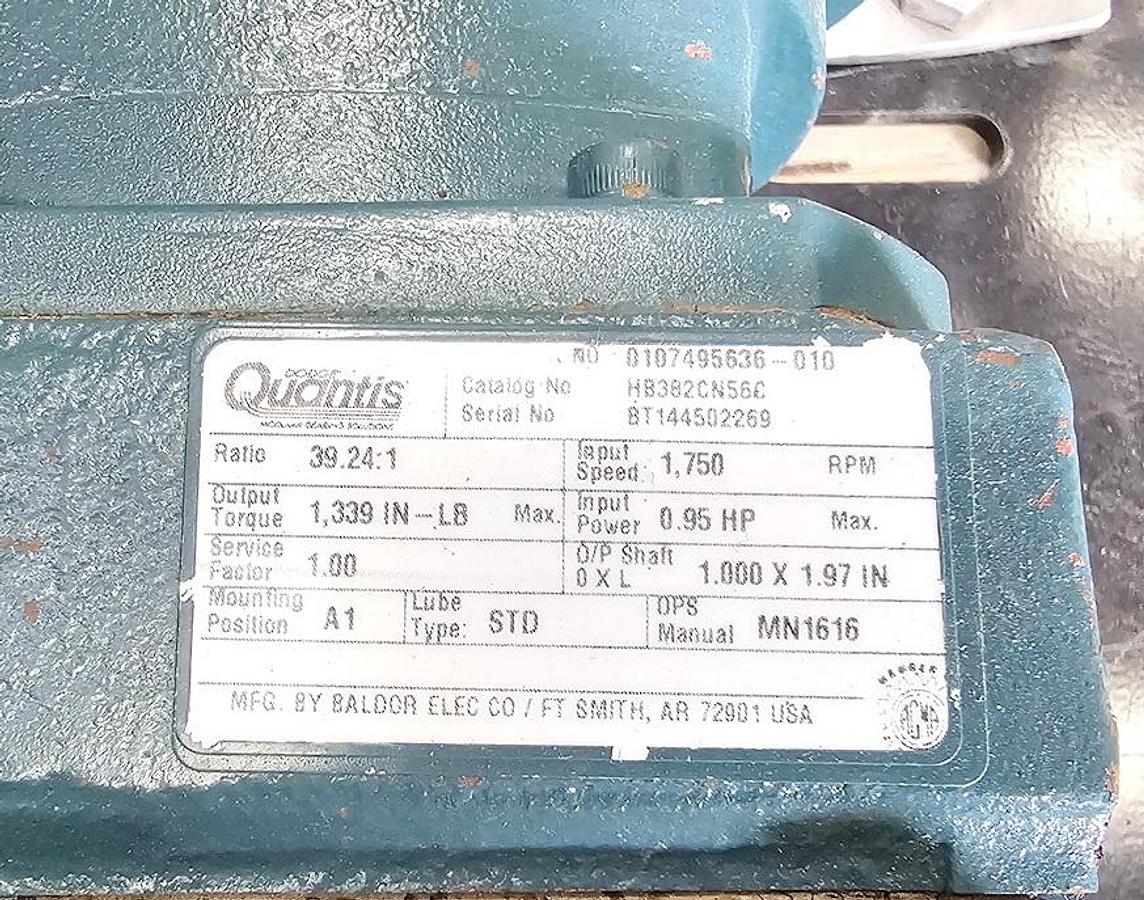 NO 0107495636-010
DODGE
Quantis
Catalog No HB382CN56C
Serial No BT144502269
Ratio 39.24:1 Input Speed: 1,750 RPM
Output Torque 1,339 IN-LB Max. Input Power 0.95 HP Max.
Service Factor 1.00 O/P Shaft O X L 1.000 X 1.97 IN
Mounting Position A1 Lube Type: STD OPS Manual MN1616
MEMBER
AGMA
MFG. BY BALDOR ELEC CO / FT SMITH, AR 72901 USA